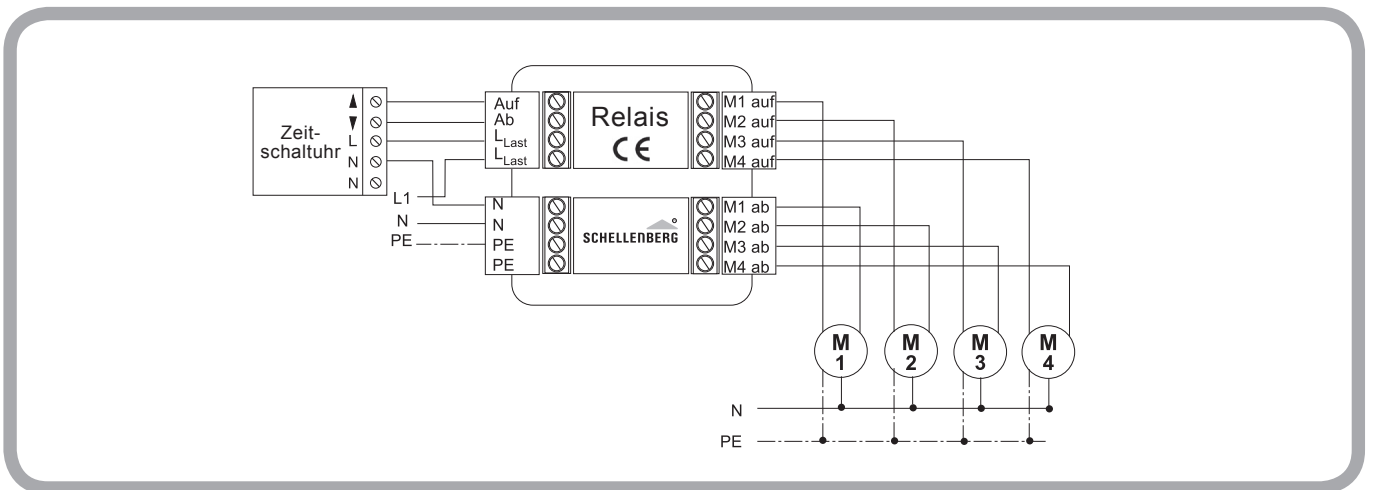 Zeit-
schaltuhr
▲
▼
L
N
N
L1
N
PE
Auf
Ab
LLast
LLast
N
N
PE
PE
Relais
CE
SCHELLENBERG
M1 auf
M2 auf
M3 auf
M4 auf
M1 ab
M2 ab
M3 ab
M4 ab
M
1
M
2
M
3
M
4
N
PE